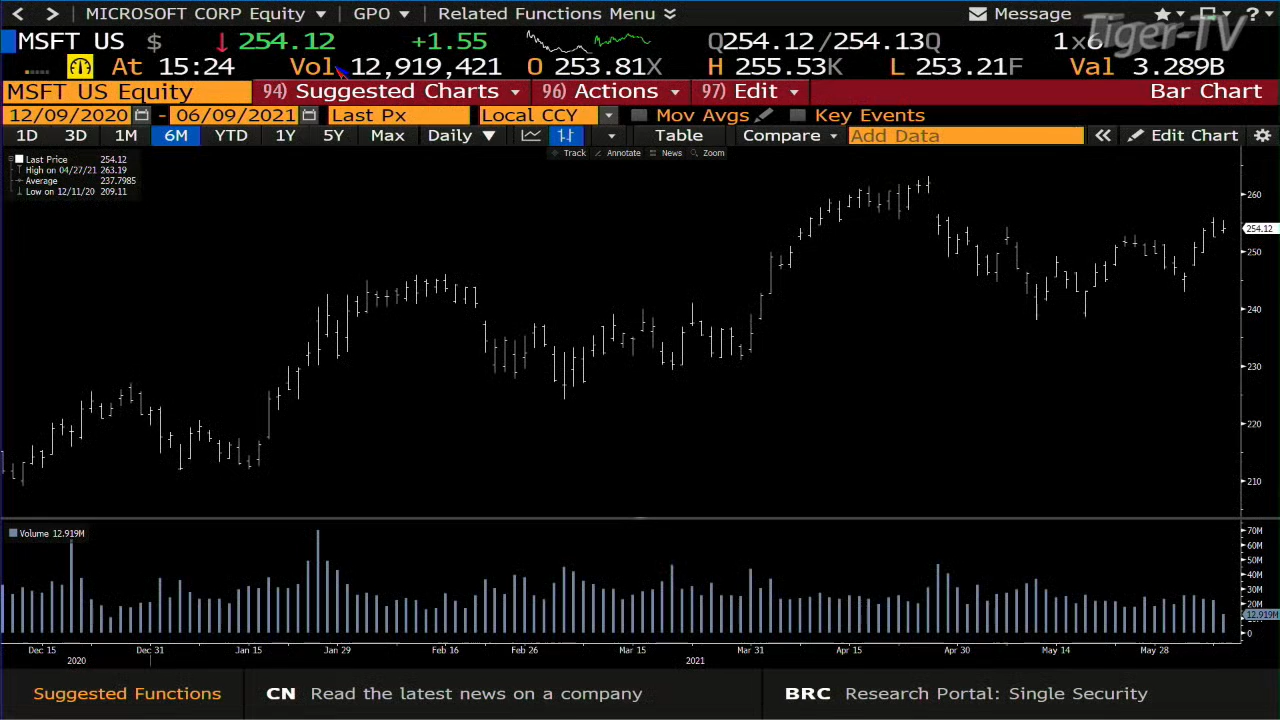 < > MICROSOFT CORP Equity ▼ GPO ▼ Related Functions Menu Message ?
Tiger-TV
MSFT US $ ↓ 254.12 +1.55 Q254.12/254.13Q 1x6
At 15:24 Vol 12,919,421 O 253.81X H 255.53K L 253.21F Val 3.289B
MSFT US Equity 94) Suggested Charts 96) Actions 97) Edit Bar Chart
12/09/2020 - 06/09/2021 Last Px Local CCY Mov Avgs Key Events
1D 3D 1M 6M YTD 1Y 5Y Max Daily ▼ Table Compare Add Data « Edit Chart
Track Annotate News Zoom
Last Price 254.12
High on 04/27/21 263.19
Average 237.7985
Low on 12/11/20 209.11
260
254.12
250
240
230
220
210
Volume 12.919M
70M
60M
50M
40M
30M
20M
12.919M
0
Dec 15 Dec 31 Jan 15 Jan 29 Feb 16 Feb 26 Mar 15 Mar 31 Apr 15 Apr 30 May 14 May 28
2020 2021
Suggested Functions CN Read the latest news on a company BRC Research Portal: Single Security